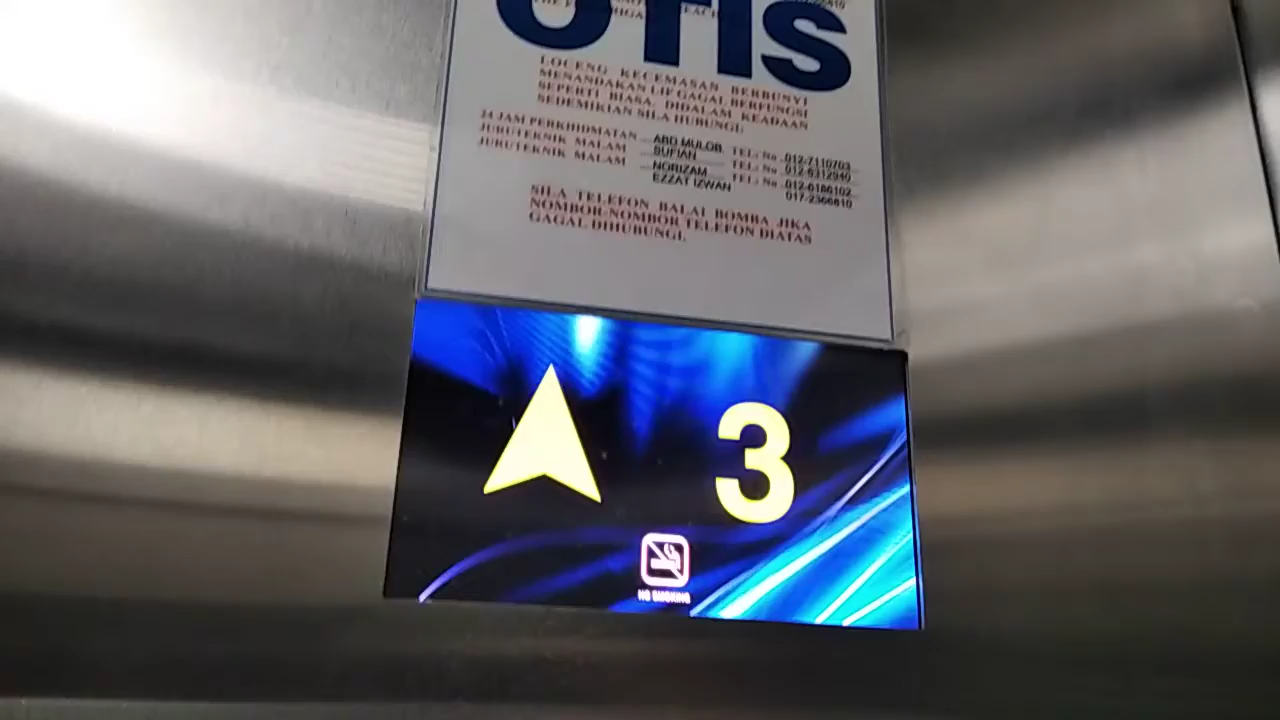 OTIS
LOCENG KECEMASAN BERBUNYI
MENANDAKAN LIF GAGAL BERFUNGSI
SEPERTI BIASA. DIDALAM KEADAAN
SEDEMIKIAN SILA HUBUNGI:
24 JAM PERKHIDMATAN ABD MULOB TEL: No 012-7110703
JURUTEKNIK MALAM SUFIAN TEL: No 012-6312940
JURUTEKNIK MALAM NORIZAM TEL: No 012-6186102
EZZAT IZWAN 017-2366810
SILA TELEFON BALAI BOMBA JIKA
NOMBOR-NOMBOR TELEFON DIATAS
GAGAL DIHUBUNGI.
3
NO SMOKING